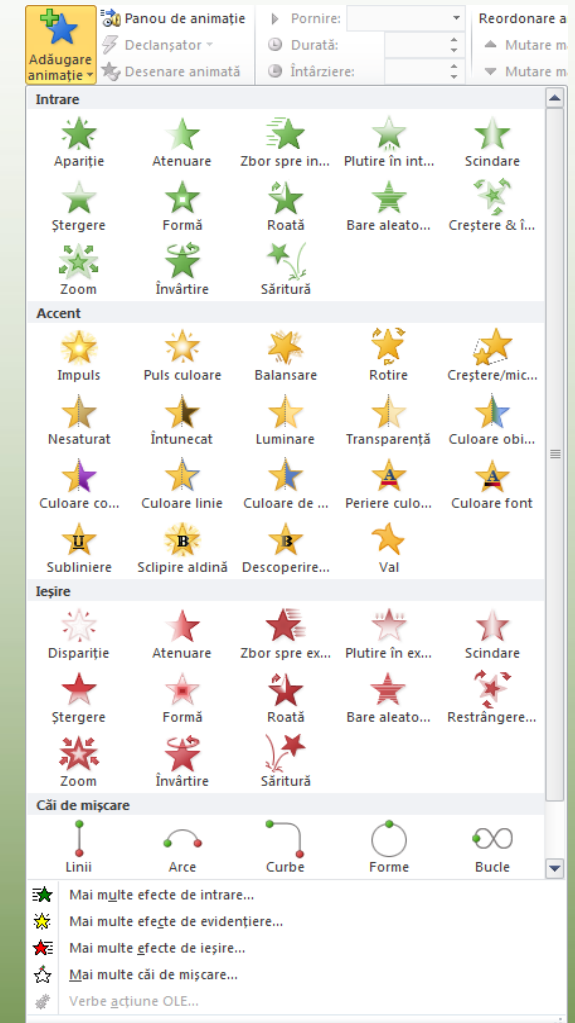 Adăugare animație
Panou de animație
Declanșator
Desenare animată
Pornire:
Durată:
Întârziere:
Reordonare a
Mutare m
Mutare m
Intrare
Apariție Atenuare Zbor spre in... Plutire în int... Scindare
Ștergere Formă Roată Bare aleato... Creștere & î...
Zoom Învârtire Săritură
Accent
Impuls Puls culoare Balansare Rotire Creștere/mic...
Nesaturat Întunecat Luminare Transparență Culoare obi...
Culoare co... Culoare linie Culoare de ... Periere culo... Culoare font
Subliniere Sclipire aldină Descoperire... Val
Ieșire
Dispariție Atenuare Zbor spre ex... Plutire în ex... Scindare
Ștergere Formă Roată Bare aleato... Restrângere...
Zoom Învârtire Săritură
Căi de mișcare
Linii Arce Curbe Forme Bucle
Mai multe efecte de intrare...
Mai multe efecte de evidențiere...
Mai multe efecte de ieșire...
Mai multe căi de mișcare...
Verbe acțiune OLE...